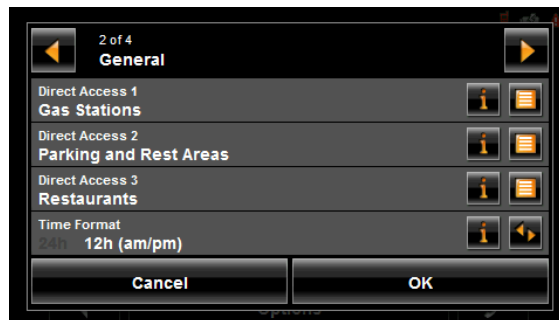 2 of 4
General
Direct Access 1
Gas Stations
Direct Access 2
Parking and Rest Areas
Direct Access 3
Restaurants
Time Format
24h 12h (am/pm)
Cancel OK
Options